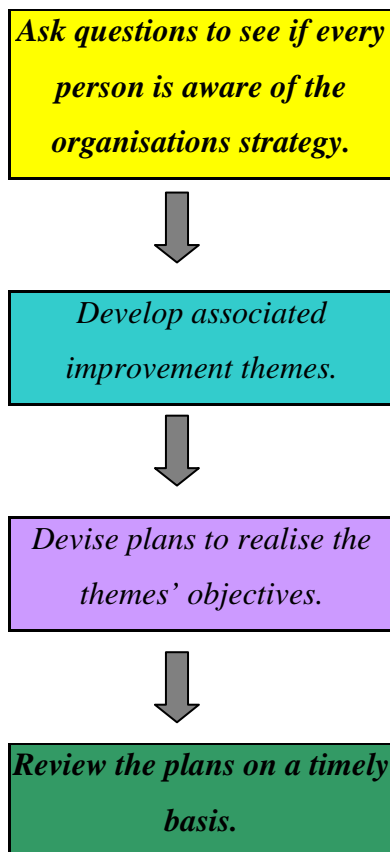 Ask questions to see if every
person is aware of the
organisations strategy.
Develop associated
improvement themes.
Devise plans to realise the
themes’ objectives.
Review the plans on a timely
basis.